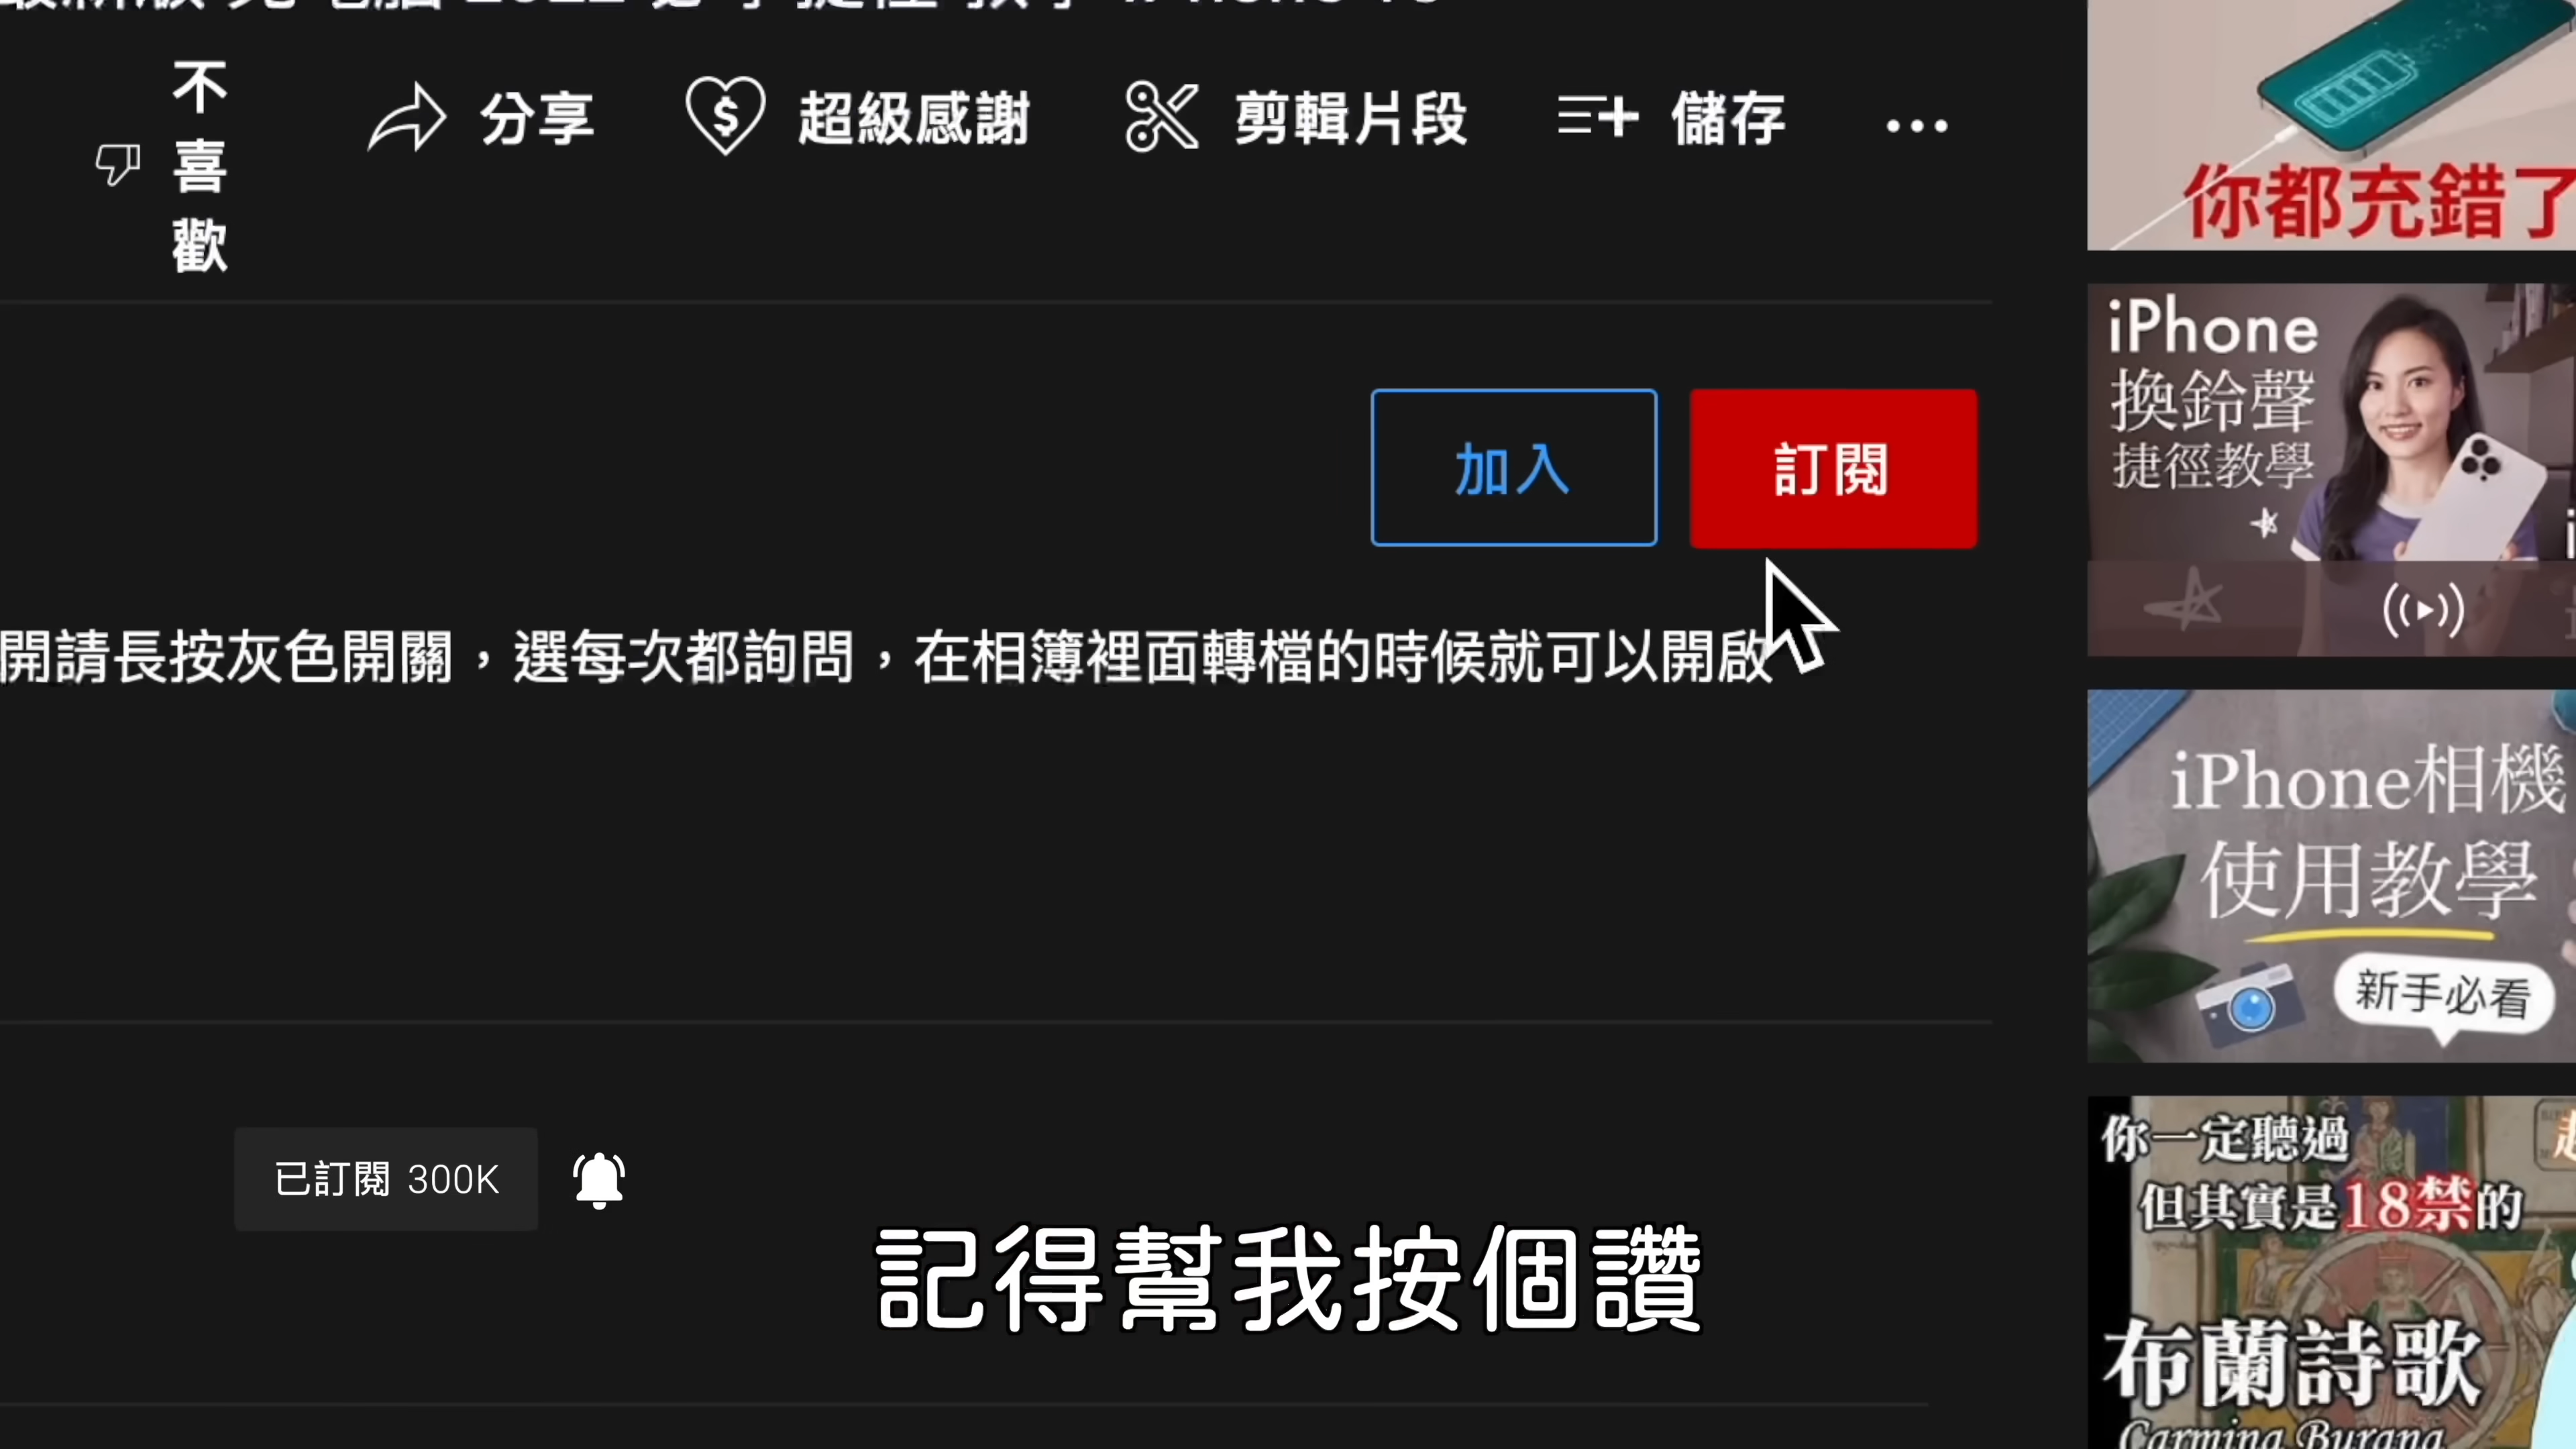 不
喜
歡
分享
超級感謝
剪輯片段
儲存
加入
訂閱
開請長按灰色開關，選每次都詢問，在相簿裡面轉檔的時候就可以開啟
已訂閱 300K
記得幫我按個讚
你都充錯了
iPhone
換鈴聲
捷徑教學
iPhone相機
使用教學
新手必看
你一定聽過
但其實是18禁的
布蘭詩歌
Carmina Burana